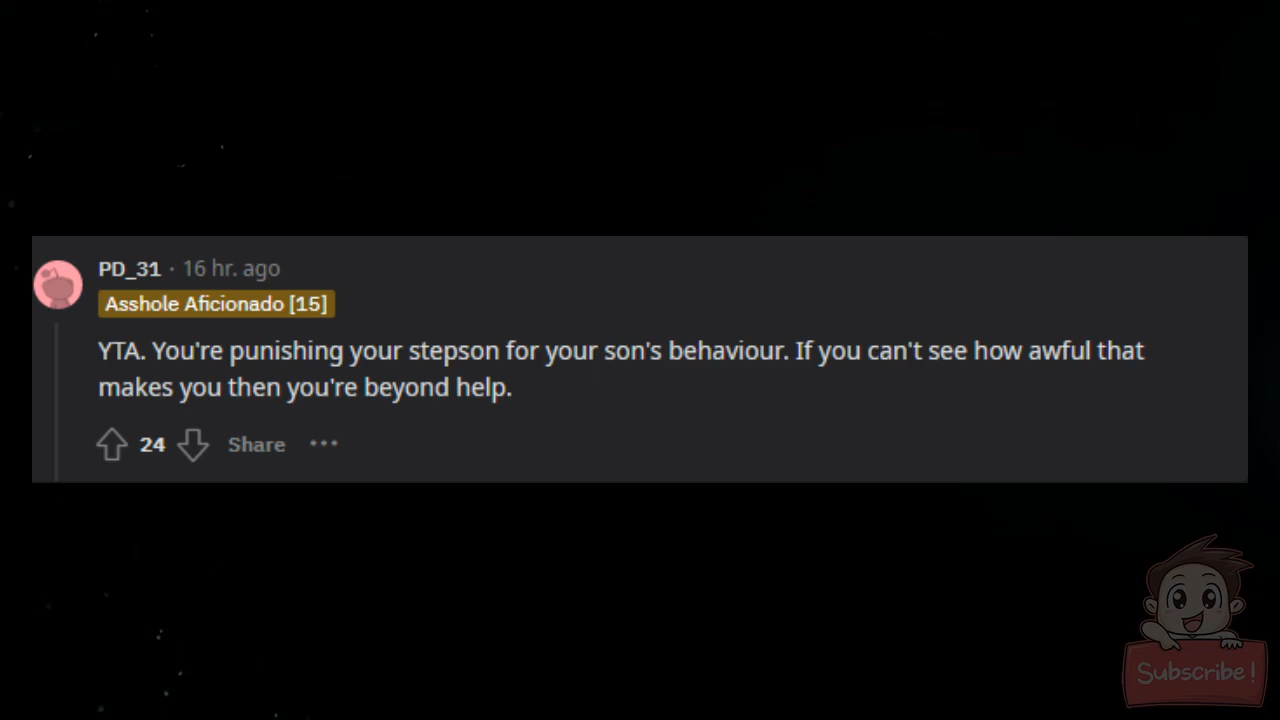 PD_31 · 16 hr. ago
Asshole Aficionado [15]
YTA. You're punishing your stepson for your son's behaviour. If you can't see how awful that
makes you then you're beyond help.
24 Share ···
Subscribe!